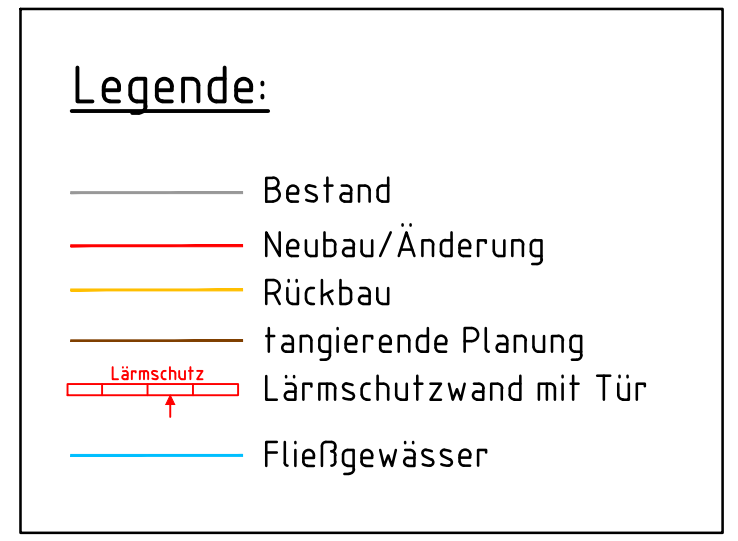 Legende:
Bestand
Neubau/Änderung
Rückbau
tangierende Planung
Lärmschutz
Lärmschutzwand mit Tür
Fließgewässer